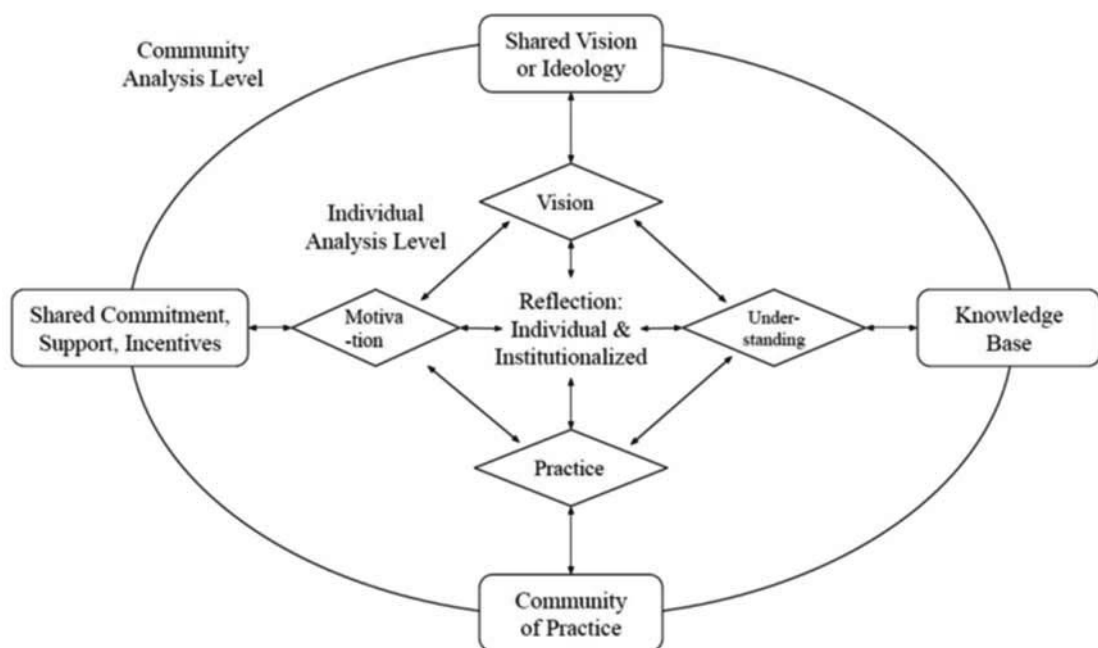 Community
Analysis Level
Shared Vision
or Ideology
Individual
Analysis Level
Vision
Shared Commitment,
Support, Incentives
Motiva
-tion
Reflection:
Individual &
Institutionalized
Under-
standing
Knowledge
Base
Practice
Community
of Practice